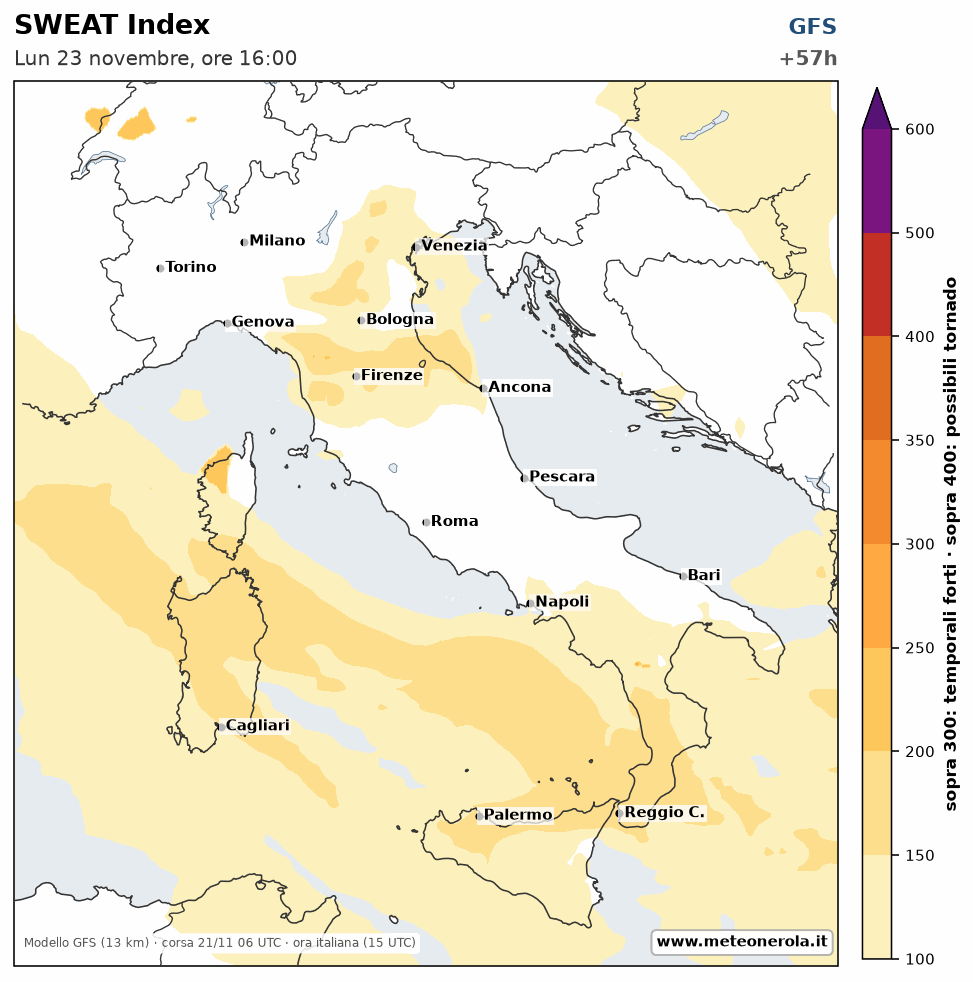 SWEAT Index
GFS
Lun 23 novembre, ore 16:00
+57h
Milano
Venezia
Torino
Genova
Bologna
Firenze
Ancona
Pescara
Roma
Bari
Napoli
Cagliari
Palermo
Reggio C.
600
500
400
350
300
250
200
150
100
sopra 300: temporali forti · sopra 400: possibili tornado
Modello GFS (13 km) · corsa 21/11 06 UTC · ora italiana (15 UTC)
www.meteonerola.it